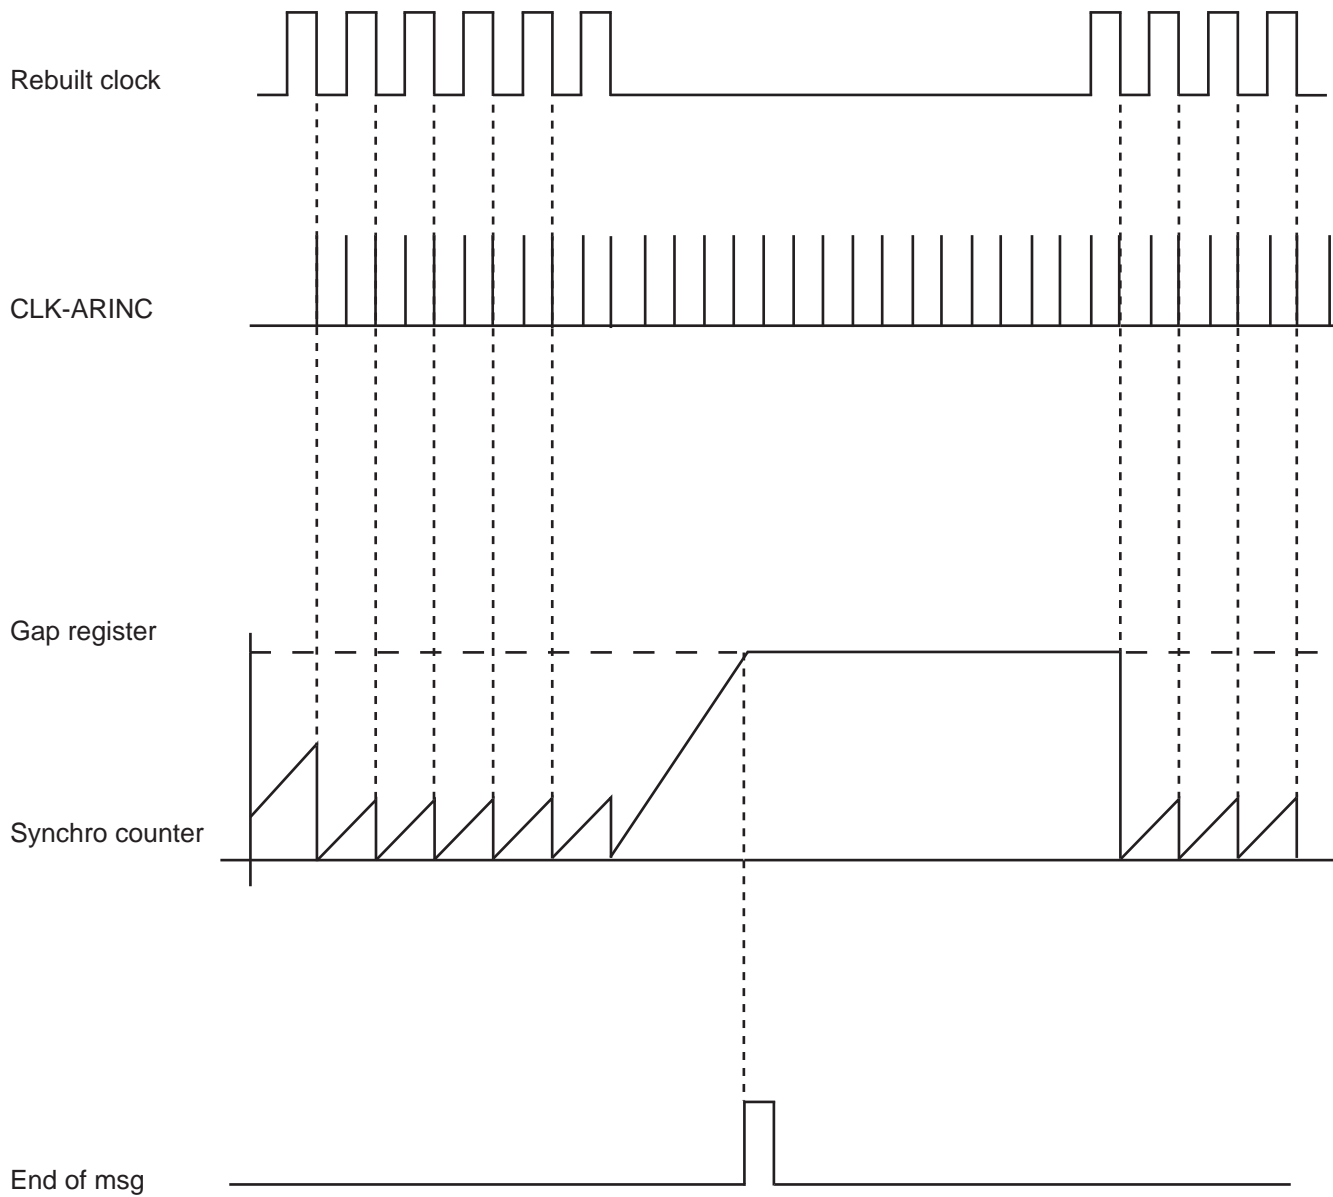 Rebuilt clock
CLK-ARINC
Gap register
Synchro counter
End of msg